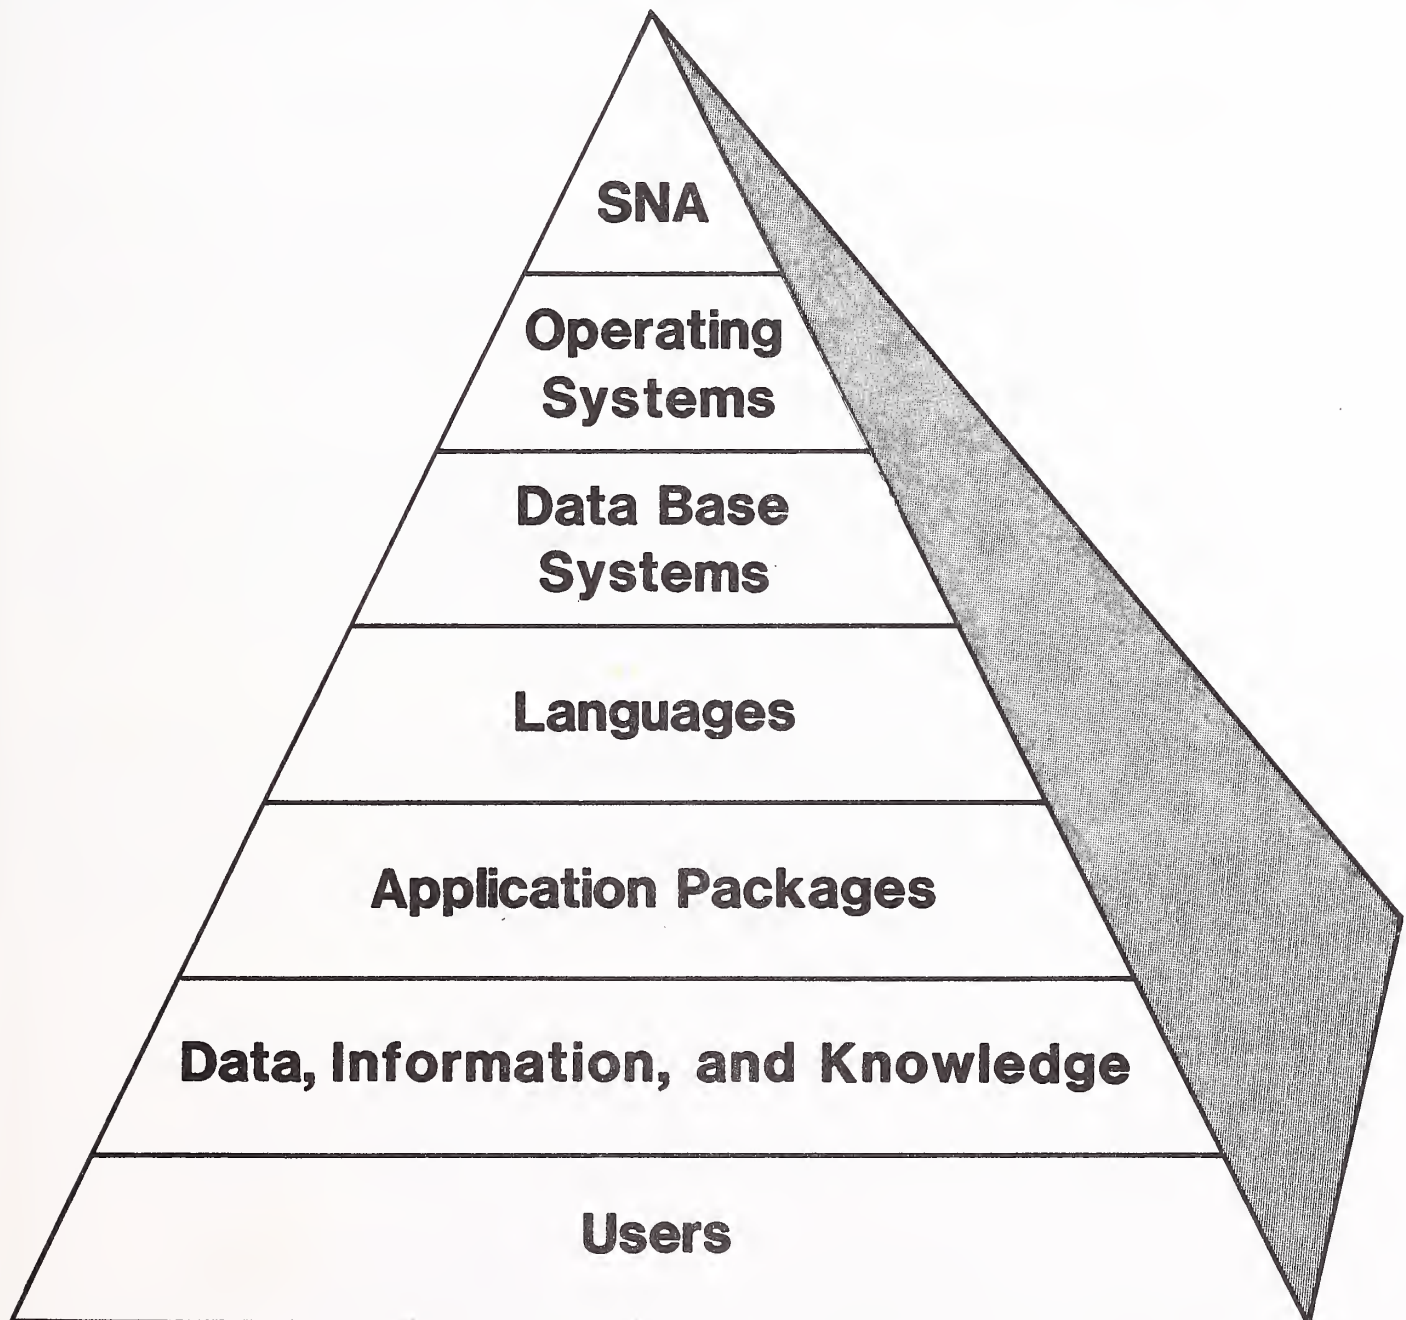 SNA
Operating
Systems
Data Base
Systems
Languages
Application Packages
Data, Information, and Knowledge
Users